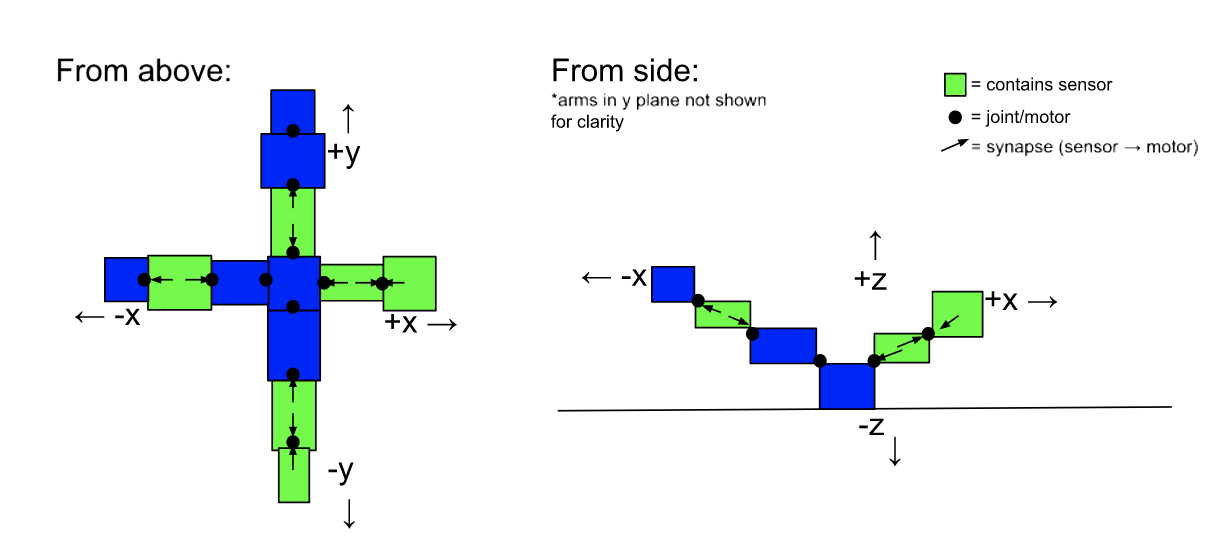 From above:
+y
← -x
+x →
-y
From side:
*arms in y plane not shown
for clarity
= contains sensor
= joint/motor
= synapse (sensor → motor)
← -x
+z
+x →
-z